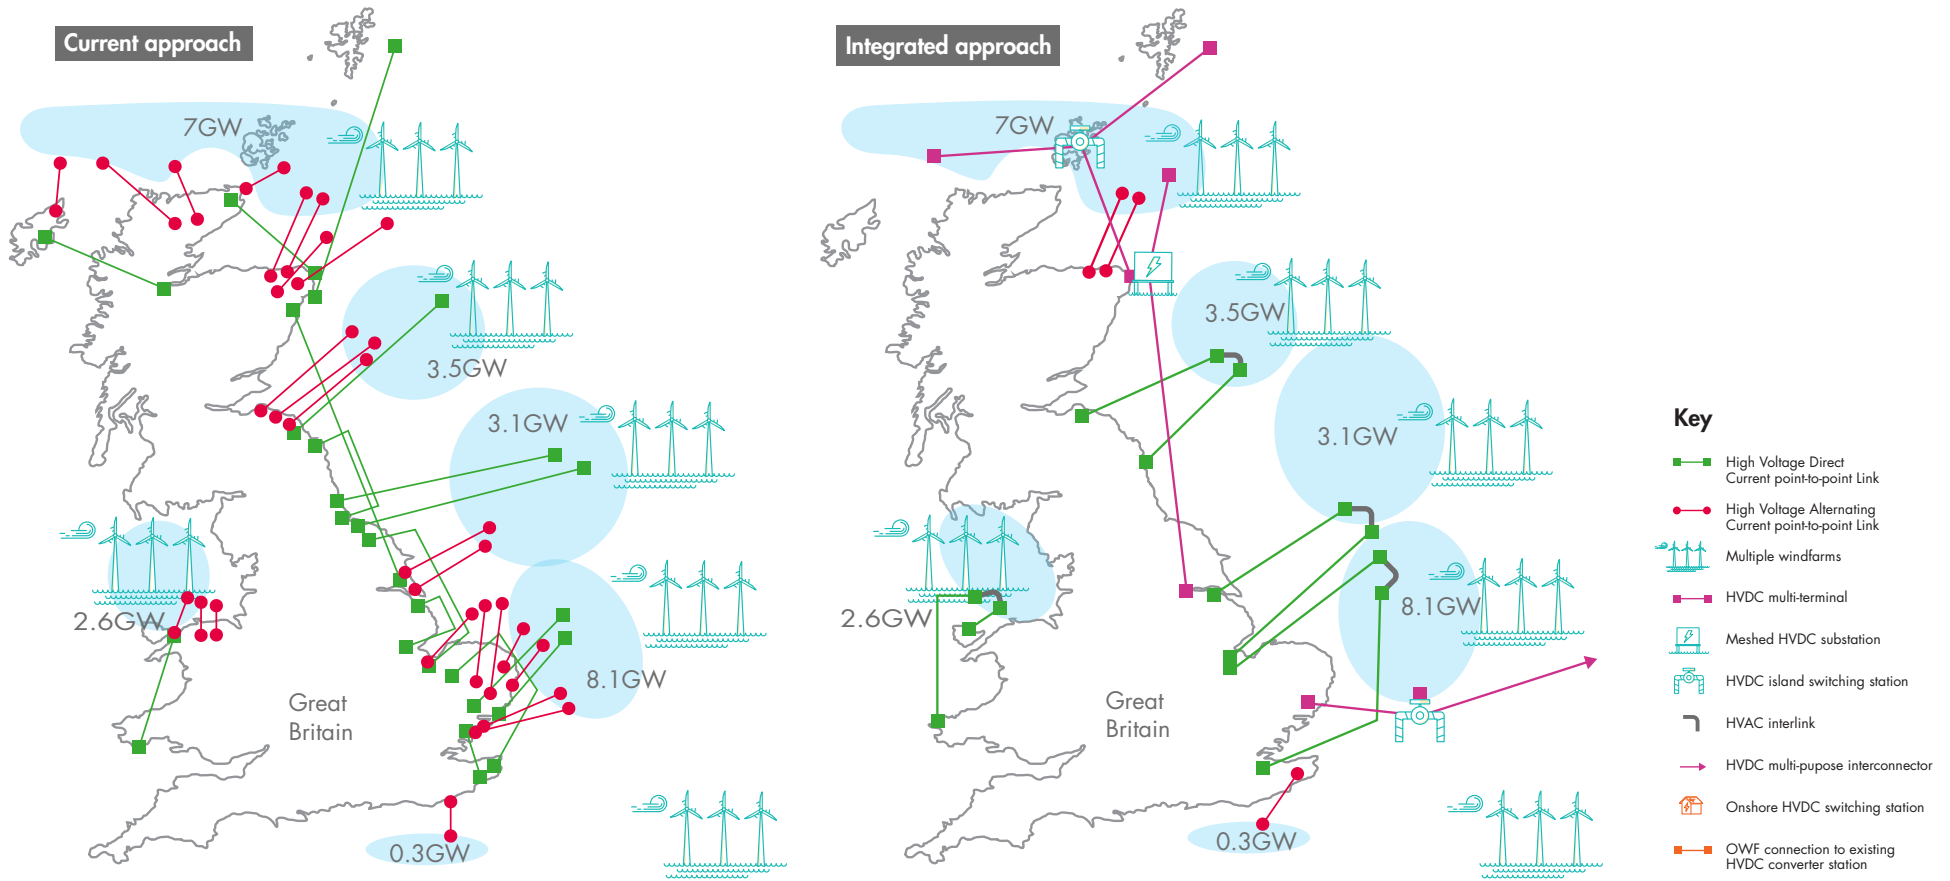 Current approach
7GW
3.5GW
3.1GW
2.6GW
8.1GW
Great
Britain
0.3GW
Integrated approach
7GW
3.5GW
3.1GW
2.6GW
8.1GW
Great
Britain
0.3GW
Key
High Voltage Direct
Current point-to-point Link
High Voltage Alternating
Current point-to-point Link
Multiple windfarms
HVDC multi-terminal
Meshed HVDC substation
HVDC island switching station
HVAC interlink
HVDC multi-pupose interconnector
Onshore HVDC switching station
OWF connection to existing
HVDC converter station